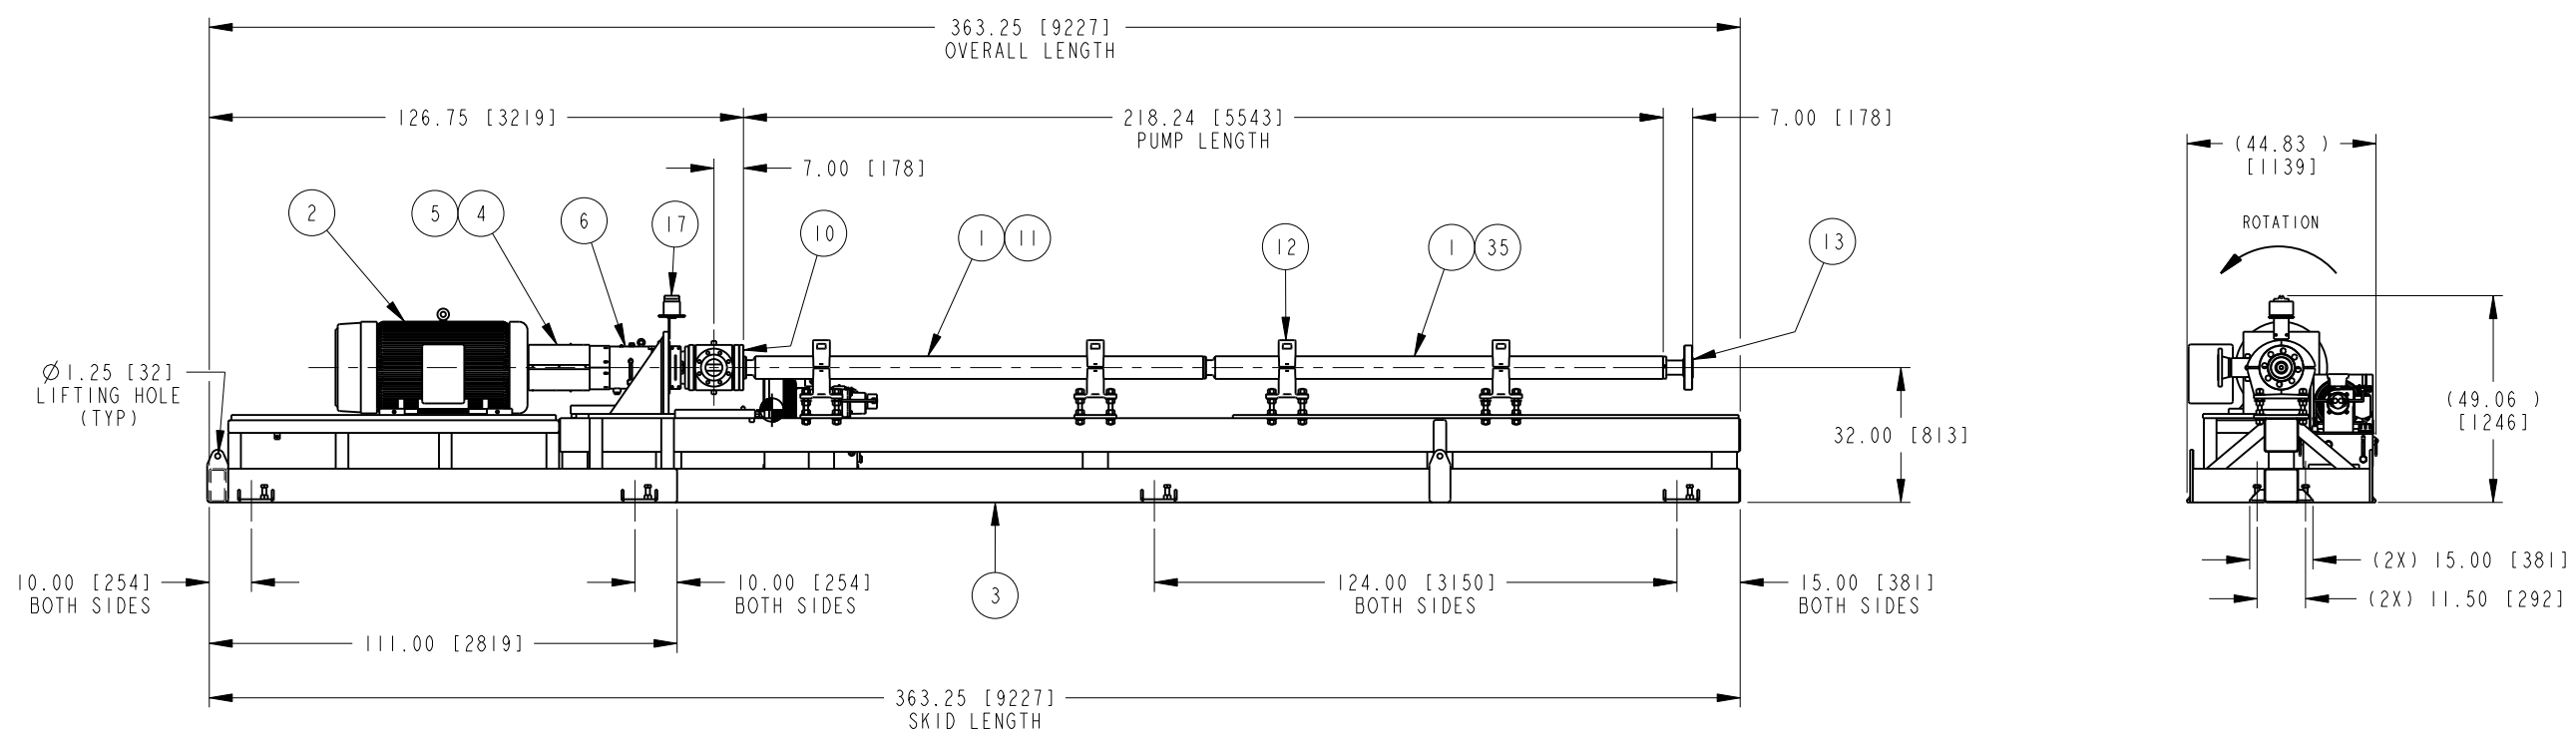 363.25 [9227]
OVERALL LENGTH
126.75 [3219]
218.24 [5543]
PUMP LENGTH
7.00 [178]
7.00 [178]
(44.83 )
[1139]
2
5
4
6
17
10
1
11
12
1
35
13
ROTATION
Ø1.25 [32]
LIFTING HOLE
(TYP)
32.00 [813]
(49.06 )
[1246]
10.00 [254]
BOTH SIDES
10.00 [254]
BOTH SIDES
3
124.00 [3150]
BOTH SIDES
15.00 [381]
BOTH SIDES
(2X) 15.00 [381]
(2X) 11.50 [292]
111.00 [2819]
363.25 [9227]
SKID LENGTH